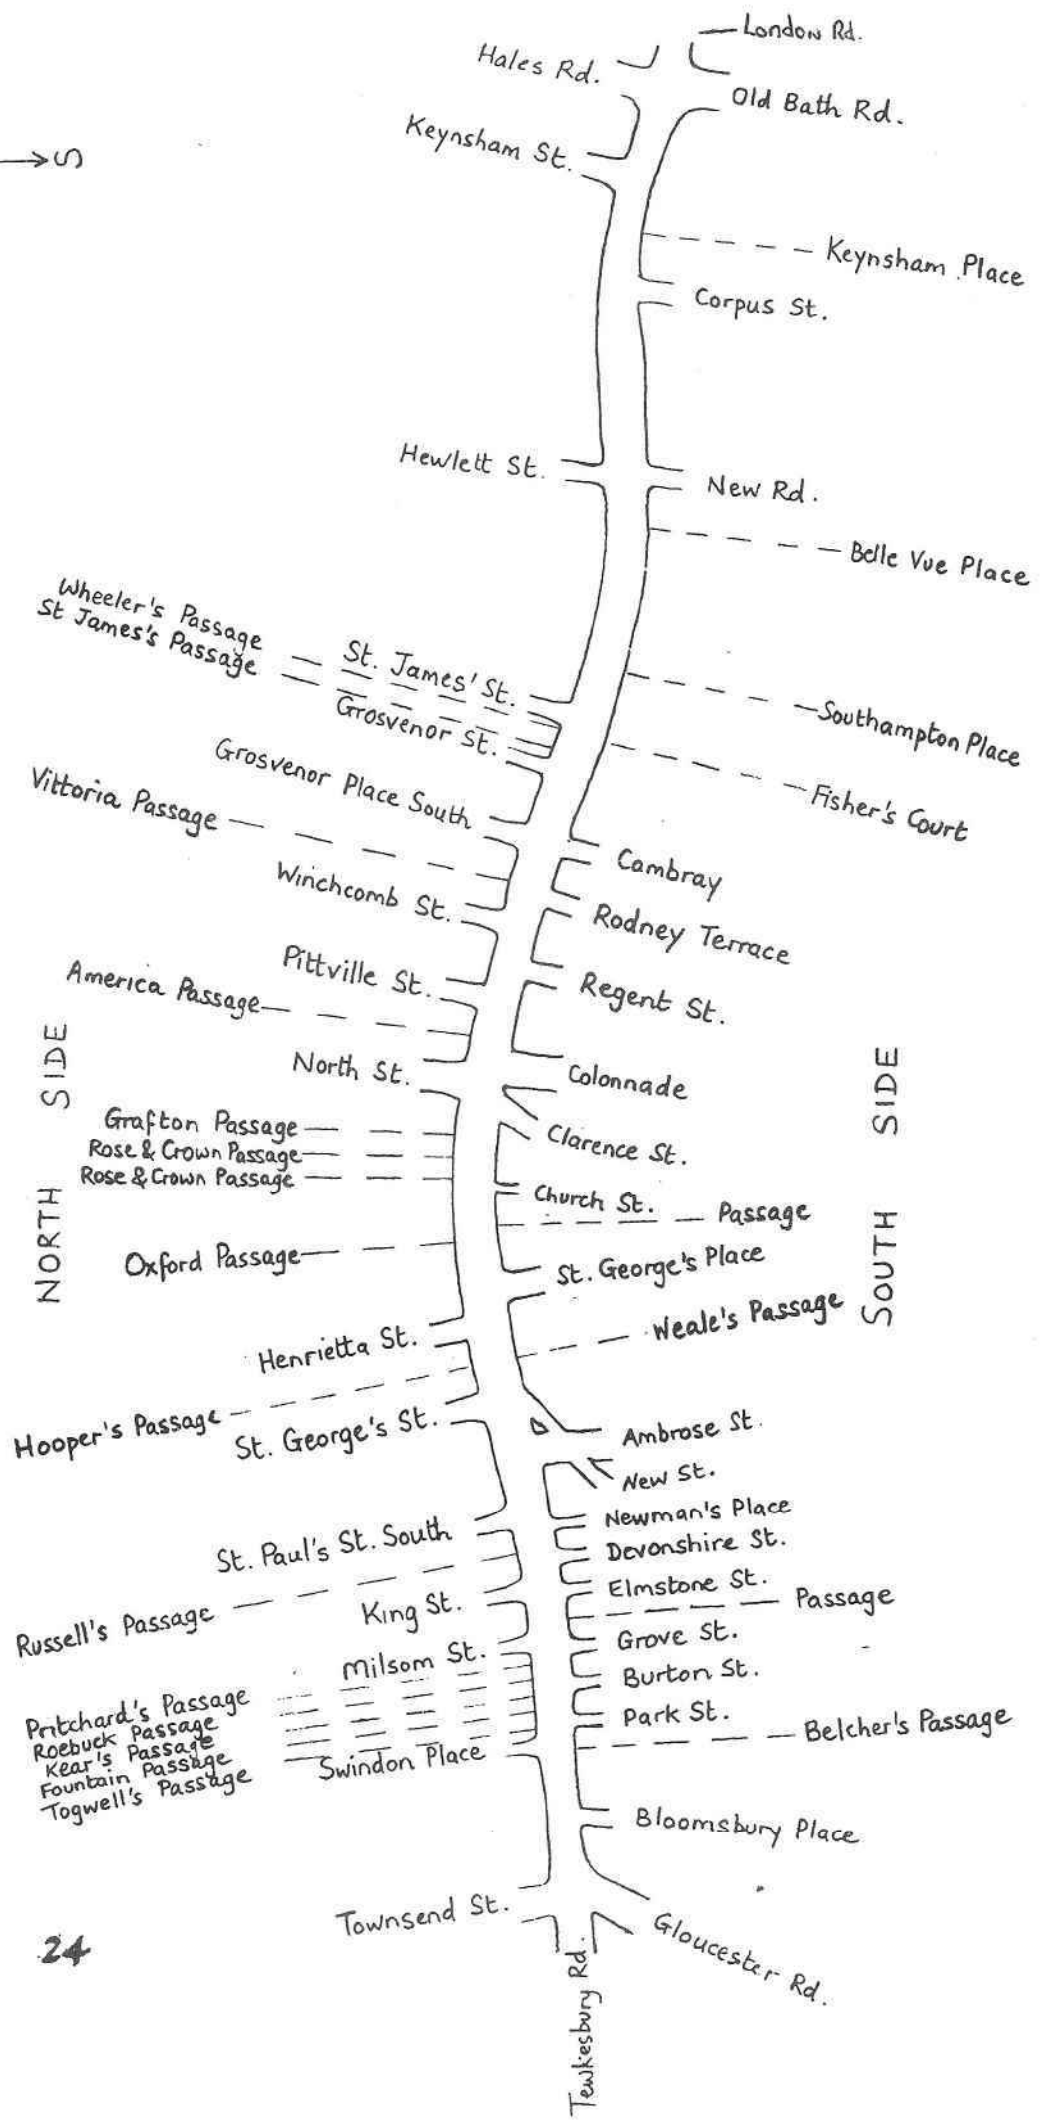 London Rd.
Hales Rd.
Old Bath Rd.
Keynsham St.
S
Keynsham Place
Corpus St.
Hewlett St.
New Rd.
Belle Vue Place
Wheeler's Passage
St James's Passage
St. James' St.
Grosvenor St.
Southampton Place
Grosvenor Place South
Fisher's Court
Vittoria Passage
Cambray
Winchcomb St.
Rodney Terrace
Pittville St.
America Passage
Regent St.
North St.
Colonnade
NORTH SIDE
SOUTH SIDE
Grafton Passage
Clarence St.
Rose & Crown Passage
Rose & Crown Passage
Church St.
Passage
Oxford Passage
St. George's Place
Weale's Passage
Henrietta St.
Hooper's Passage
St. George's St.
Ambrose St.
New St.
Newman's Place
St. Paul's St. South
Devonshire St.
Elmstone St.
Passage
Russell's Passage
King St.
Grove St.
Milsom St.
Burton St.
Pritchard's Passage
Roebuck Passage
Kear's Passage
Fountain Passage
Togwell's Passage
Park St.
Belcher's Passage
Swindon Place
Bloomsbury Place
Townsend St.
Gloucester Rd.
24
Tewkesbury Rd.